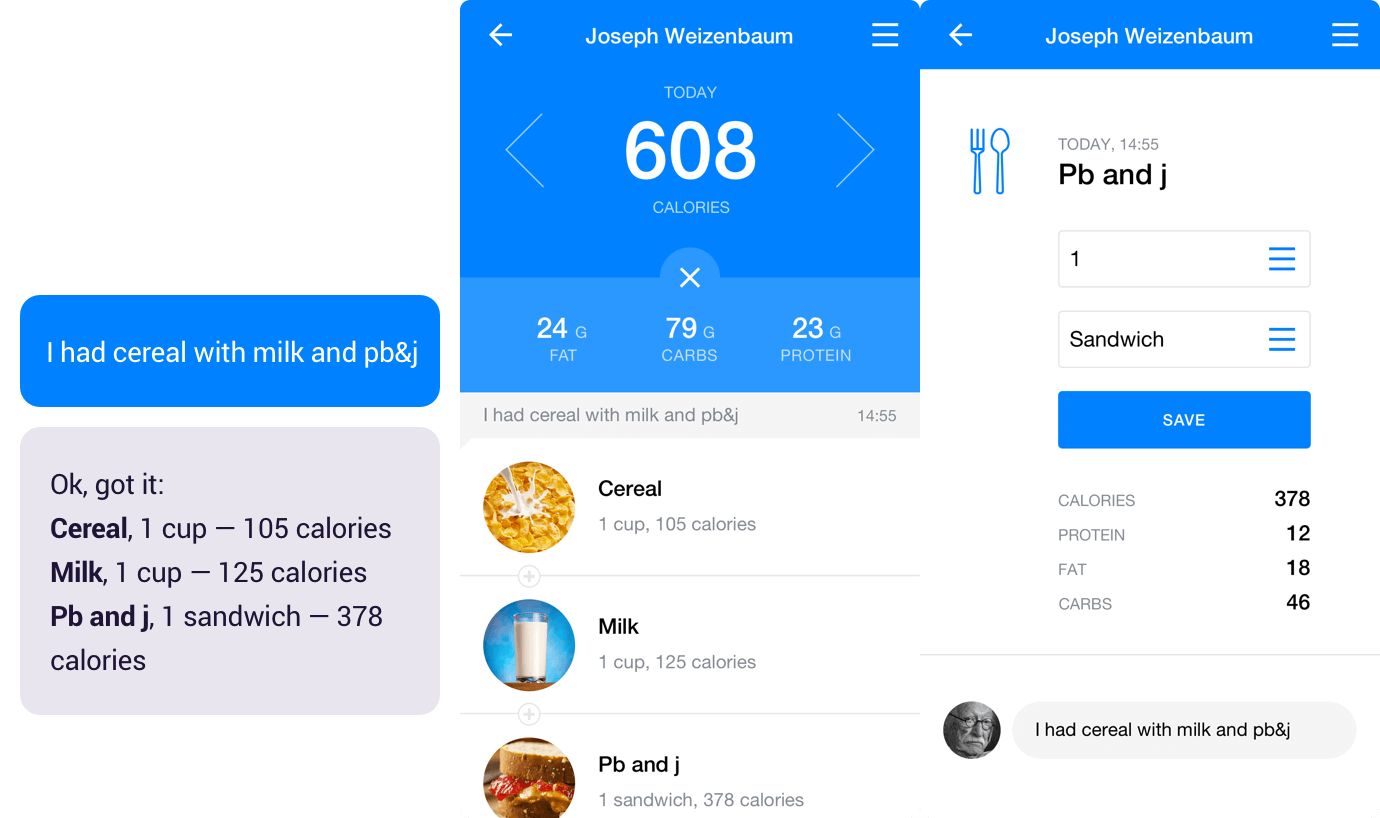 I had cereal with milk and pb&j
Ok, got it:
Cereal, 1 cup — 105 calories
Milk, 1 cup — 125 calories
Pb and j, 1 sandwich — 378
calories
Joseph Weizenbaum
TODAY
608
CALORIES
24 G 79 G 23 G
FAT CARBS PROTEIN
I had cereal with milk and pb&j 14:55
Cereal
1 cup, 105 calories
Milk
1 cup, 125 calories
Pb and j
1 sandwich, 378 calories
Joseph Weizenbaum
TODAY, 14:55
Pb and j
1
Sandwich
SAVE
CALORIES 378
PROTEIN 12
FAT 18
CARBS 46
I had cereal with milk and pb&j